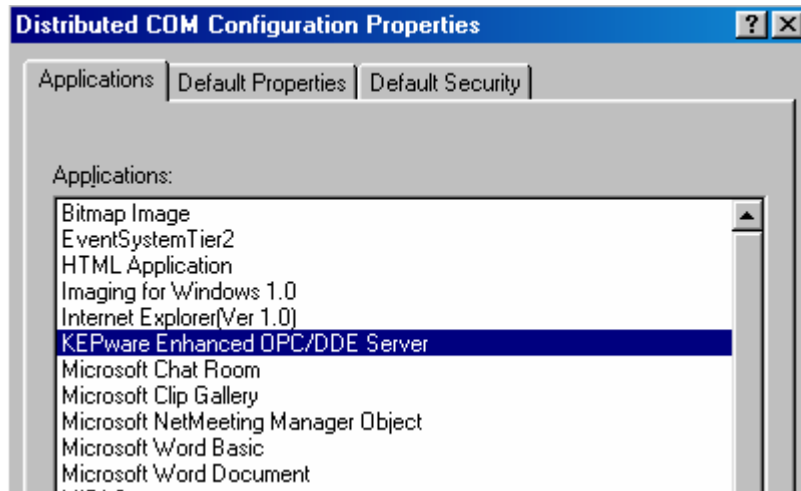 Distributed COM Configuration Properties
Applications Default Properties Default Security
Applications:
Bitmap Image
EventSystemTier2
HTML Application
Imaging for Windows 1.0
Internet Explorer(Ver 1.0)
KEPware Enhanced OPC/DDE Server
Microsoft Chat Room
Microsoft Clip Gallery
Microsoft NetMeeting Manager Object
Microsoft Word Basic
Microsoft Word Document